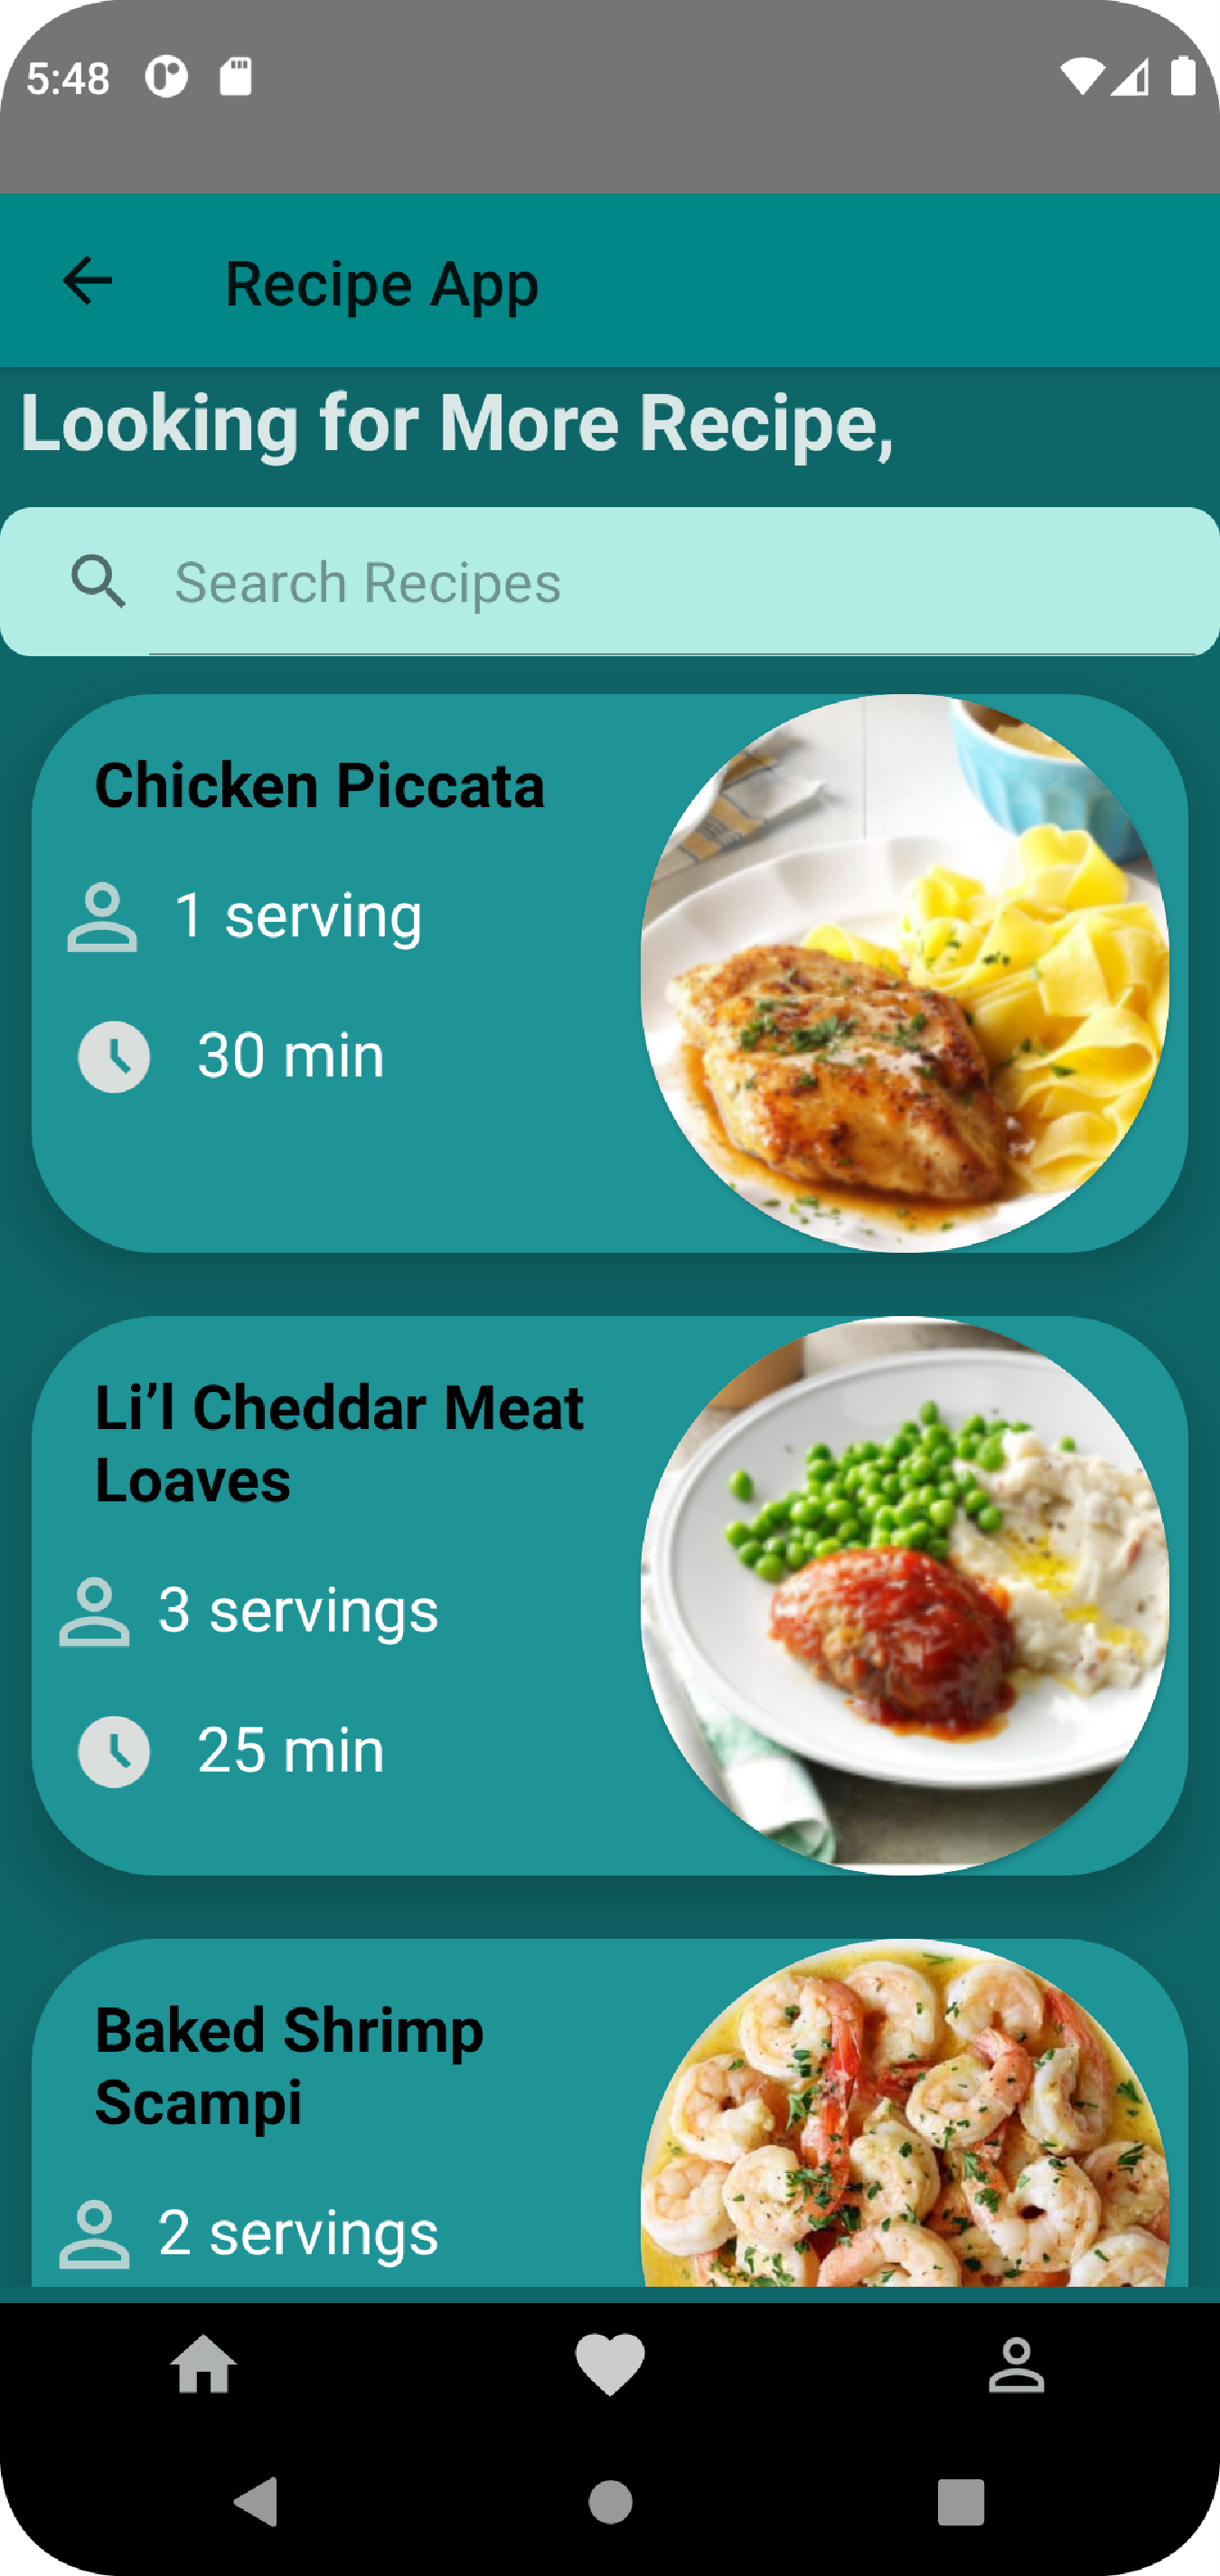 5:48
Recipe App
Looking for More Recipe,
Search Recipes
Chicken Piccata
1 serving
30 min
Li’l Cheddar Meat
Loaves
3 servings
25 min
Baked Shrimp
Scampi
2 servings